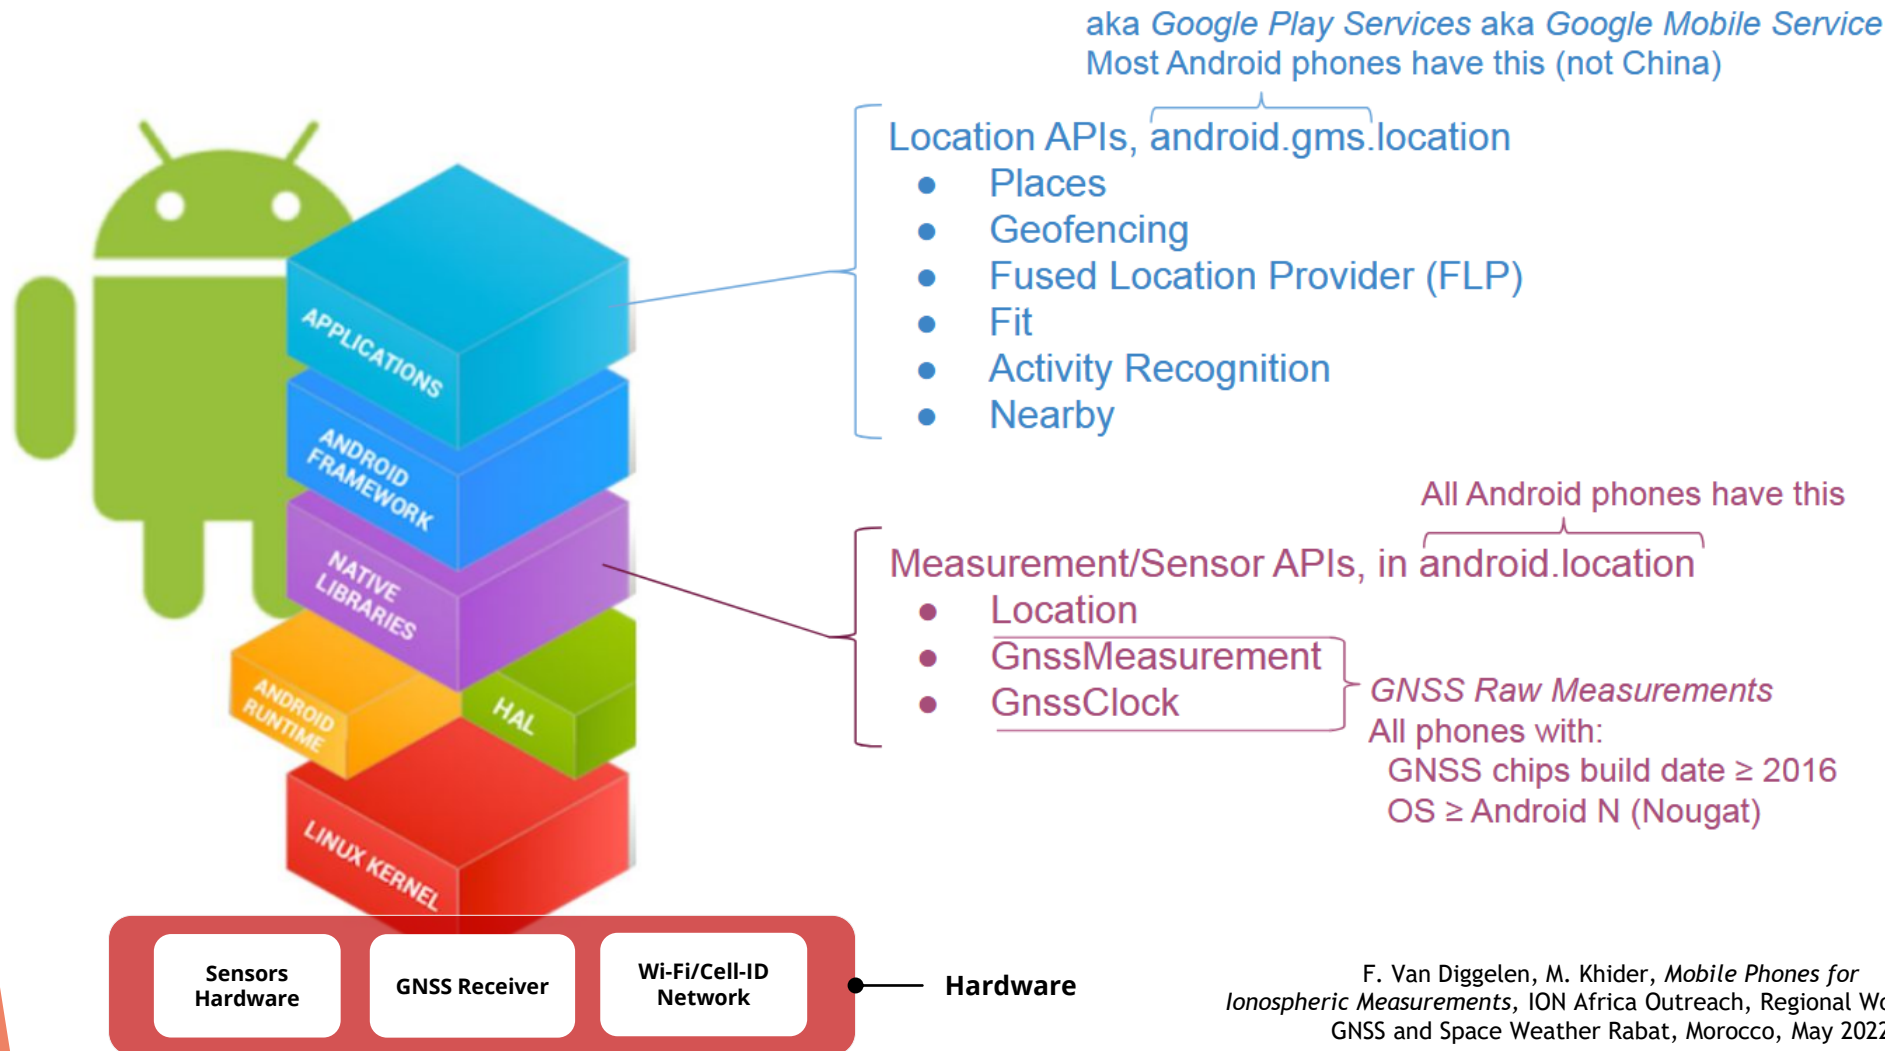 aka Google Play Services aka Google Mobile Service
Most Android phones have this (not China)
Location APIs, android.gms.location
● Places
● Geofencing
● Fused Location Provider (FLP)
● Fit
● Activity Recognition
● Nearby
APPLICATIONS
ANDROID
FRAMEWORK
NATIVE
LIBRARIES
ANDROID
RUNTIME
HAL
LINUX KERNEL
All Android phones have this
Measurement/Sensor APIs, in android.location
● Location
● GnssMeasurement
● GnssClock
GNSS Raw Measurements
All phones with:
GNSS chips build date ≥ 2016
OS ≥ Android N (Nougat)
Sensors
Hardware
GNSS Receiver
Wi-Fi/Cell-ID
Network
Hardware
F. Van Diggelen, M. Khider, Mobile Phones for
Ionospheric Measurements, ION Africa Outreach, Regional Wo
GNSS and Space Weather Rabat, Morocco, May 2022